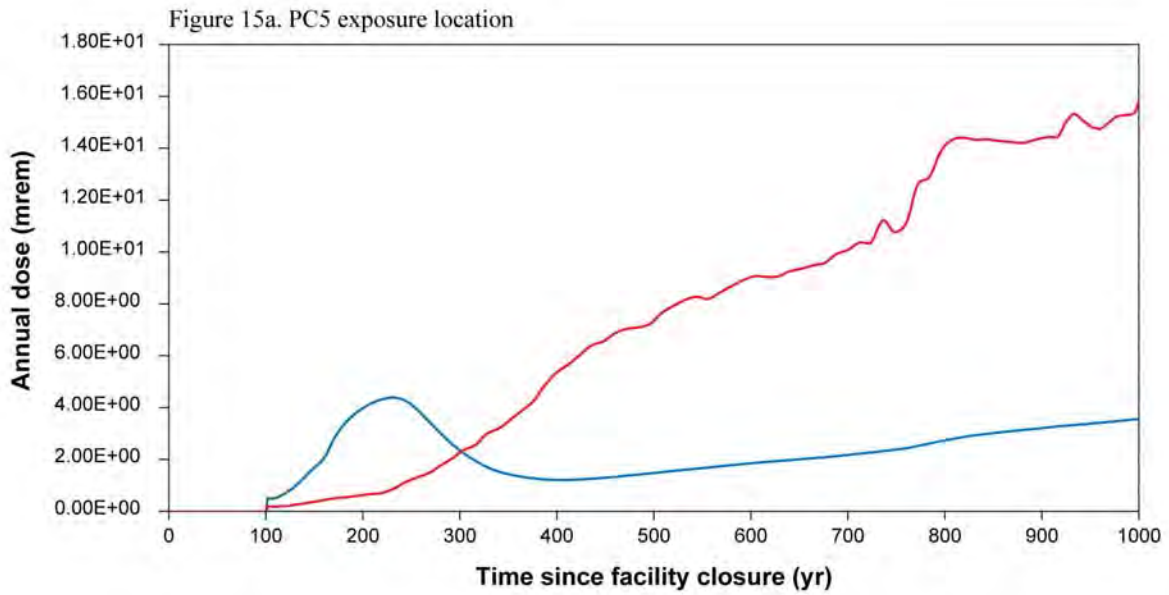 Figure 15a. PC5 exposure location
1.80E+01
1.60E+01
1.40E+01
1.20E+01
1.00E+01
8.00E+00
6.00E+00
4.00E+00
2.00E+00
0.00E+00
Annual dose (mrem)
0 100 200 300 400 500 600 700 800 900 1000
Time since facility closure (yr)